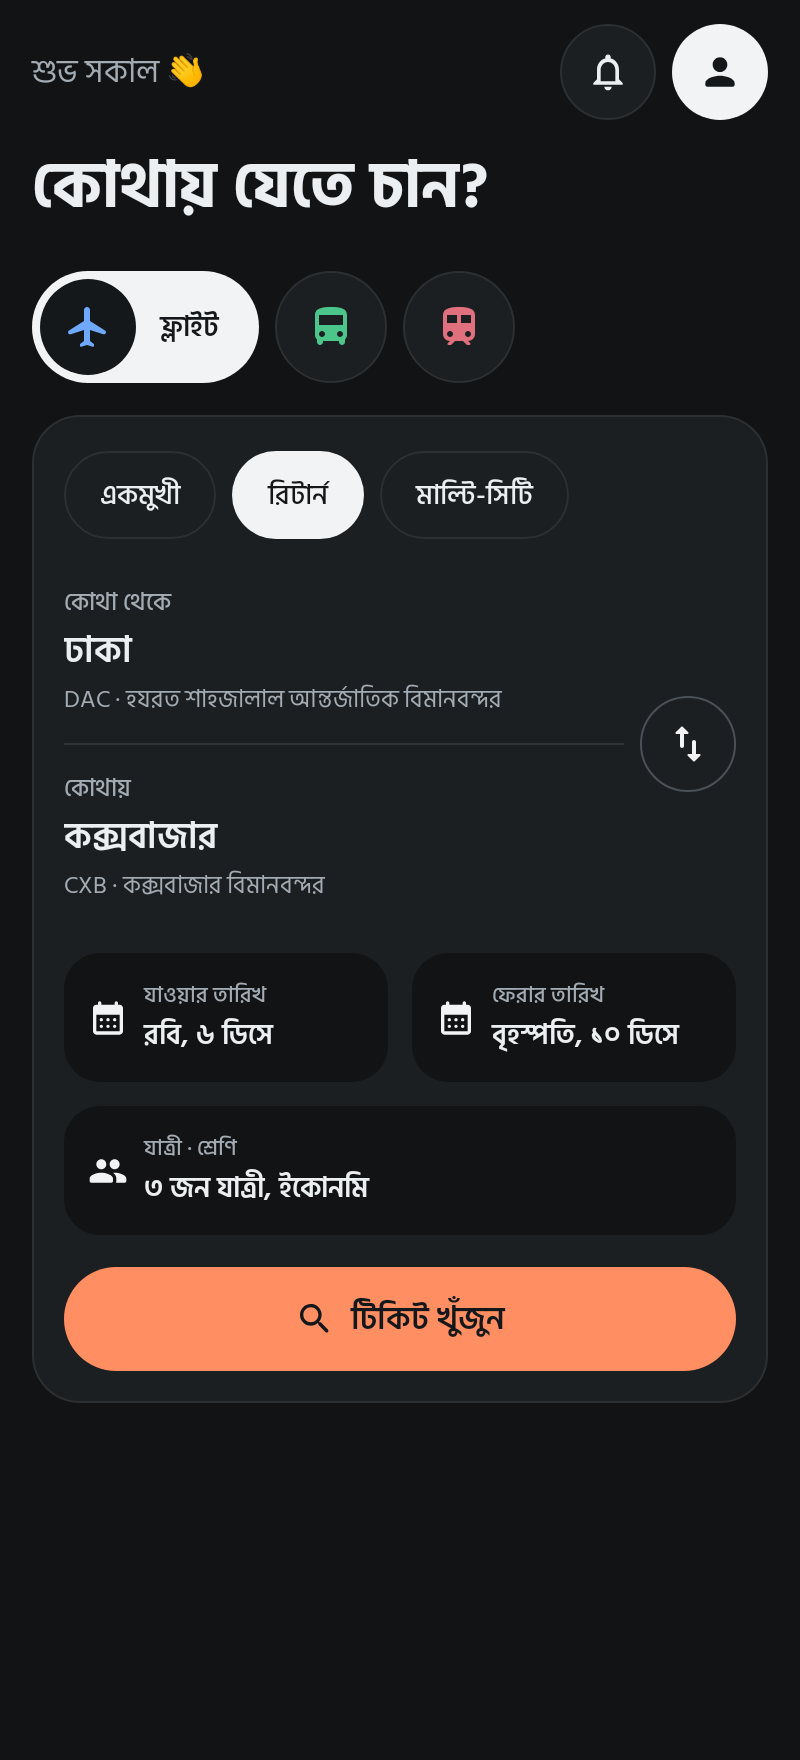 শুভ সকাল 👋
কোথায় যেতে চান?
ফ্লাইট
একমুখী
রিটার্ন
মাল্টি-সিটি
কোথা থেকে
ঢাকা
DAC · হযরত শাহজালাল আন্তর্জাতিক বিমানবন্দর
কোথায়
কক্সবাজার
CXB · কক্সবাজার বিমানবন্দর
যাওয়ার তারিখ
রবি, ৬ ডিসে
ফেরার তারিখ
বৃহস্পতি, ১০ ডিসে
যাত্রী · শ্রেণি
৩ জন যাত্রী, ইকোনমি
টিকিট খুঁজুন